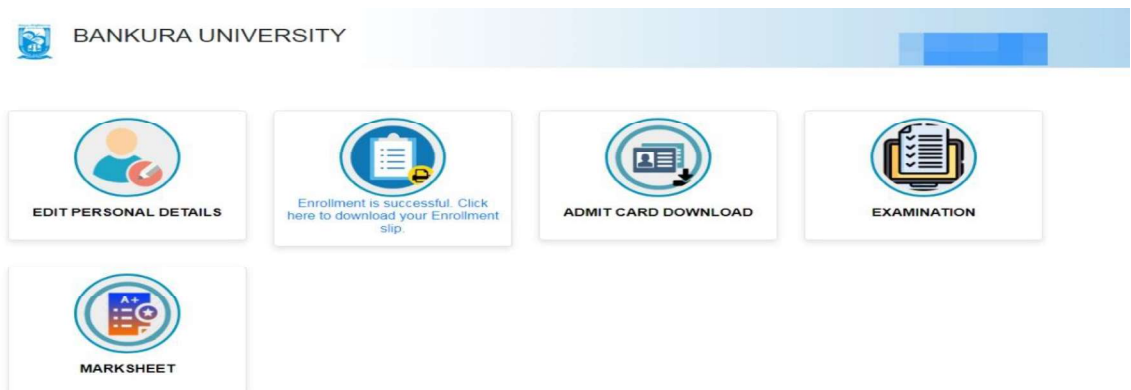 BANKURA UNIVERSITY
EDIT PERSONAL DETAILS
Enrollment is successful. Click
here to download your Enrollment
slip.
ADMIT CARD DOWNLOAD
EXAMINATION
A+
MARKSHEET